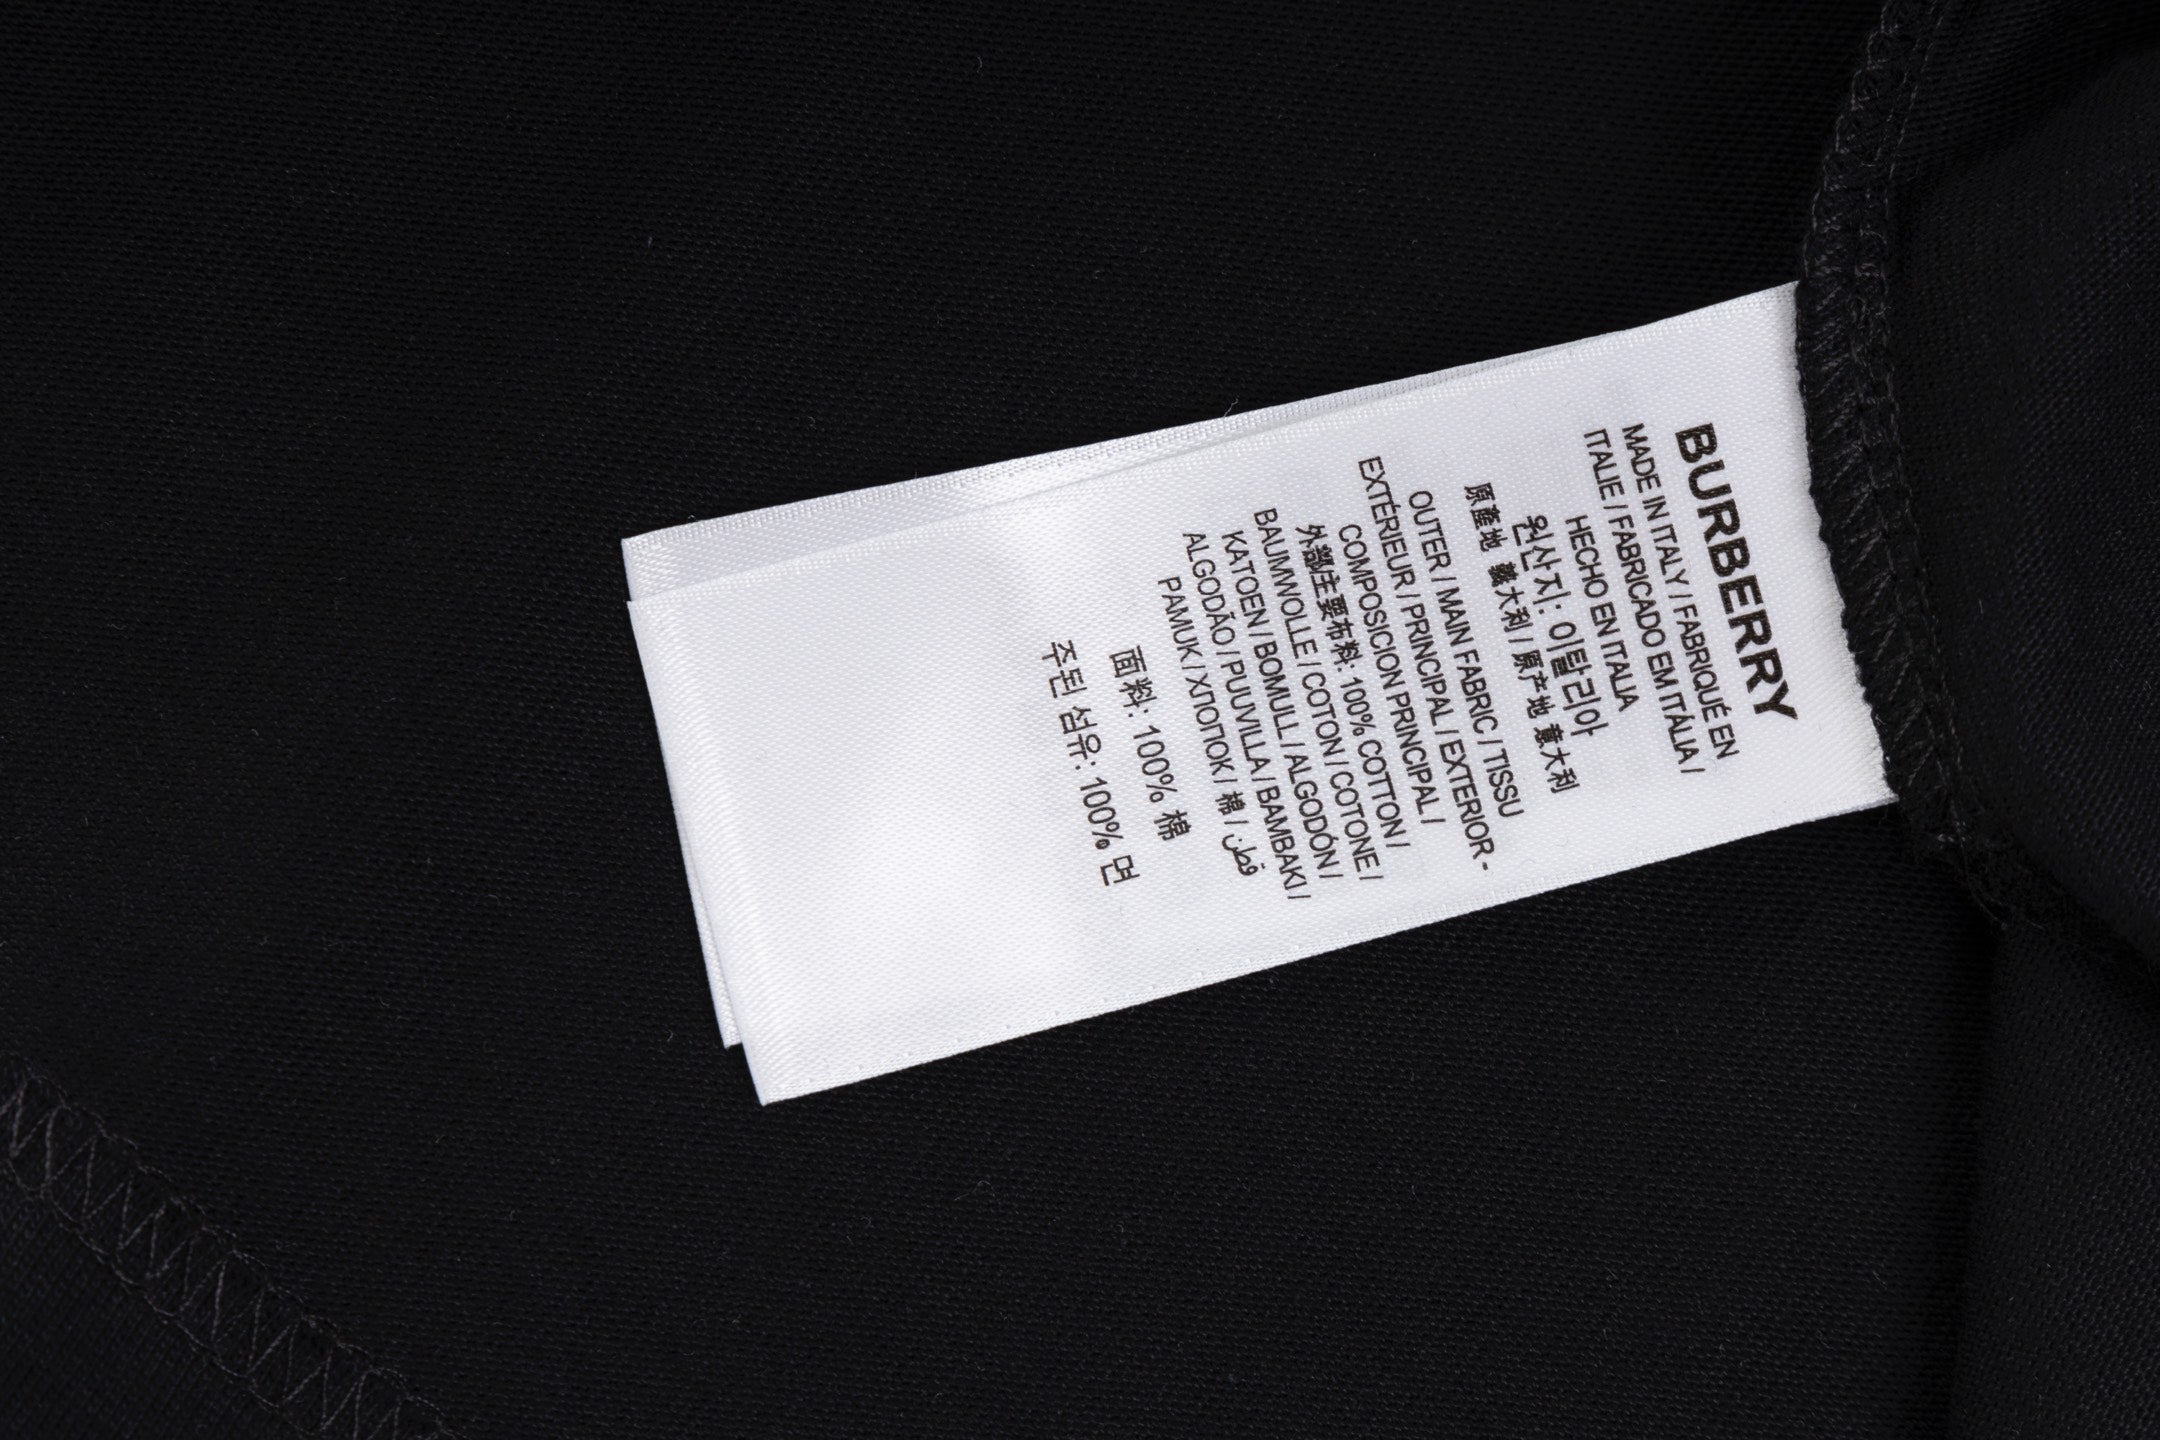 BURBERRY
MADE IN ITALY / FABRIQUÉ EN
ITALIE / FABRICADO EM ITÁLIA /
HECHO EN ITALIA
원산지: 이탈리아
原產地 義大利 / 原产地 意大利
OUTER / MAIN FABRIC / TISSU
EXTÉRIEUR / PRINCIPAL / EXTERIOR -
COMPOSICION PRINCIPAL /
外部/主要布料: 100% COTTON /
BAUMWOLLE / COTON / COTONE /
KATOEN / BOMULL / ALGODÓN /
ALGODÃO / PUUVILLA / BAMBAKI /
PAMUK / ХЛОПОК / 棉 / قطن
面料: 100% 棉
주된 섬유: 100% 면